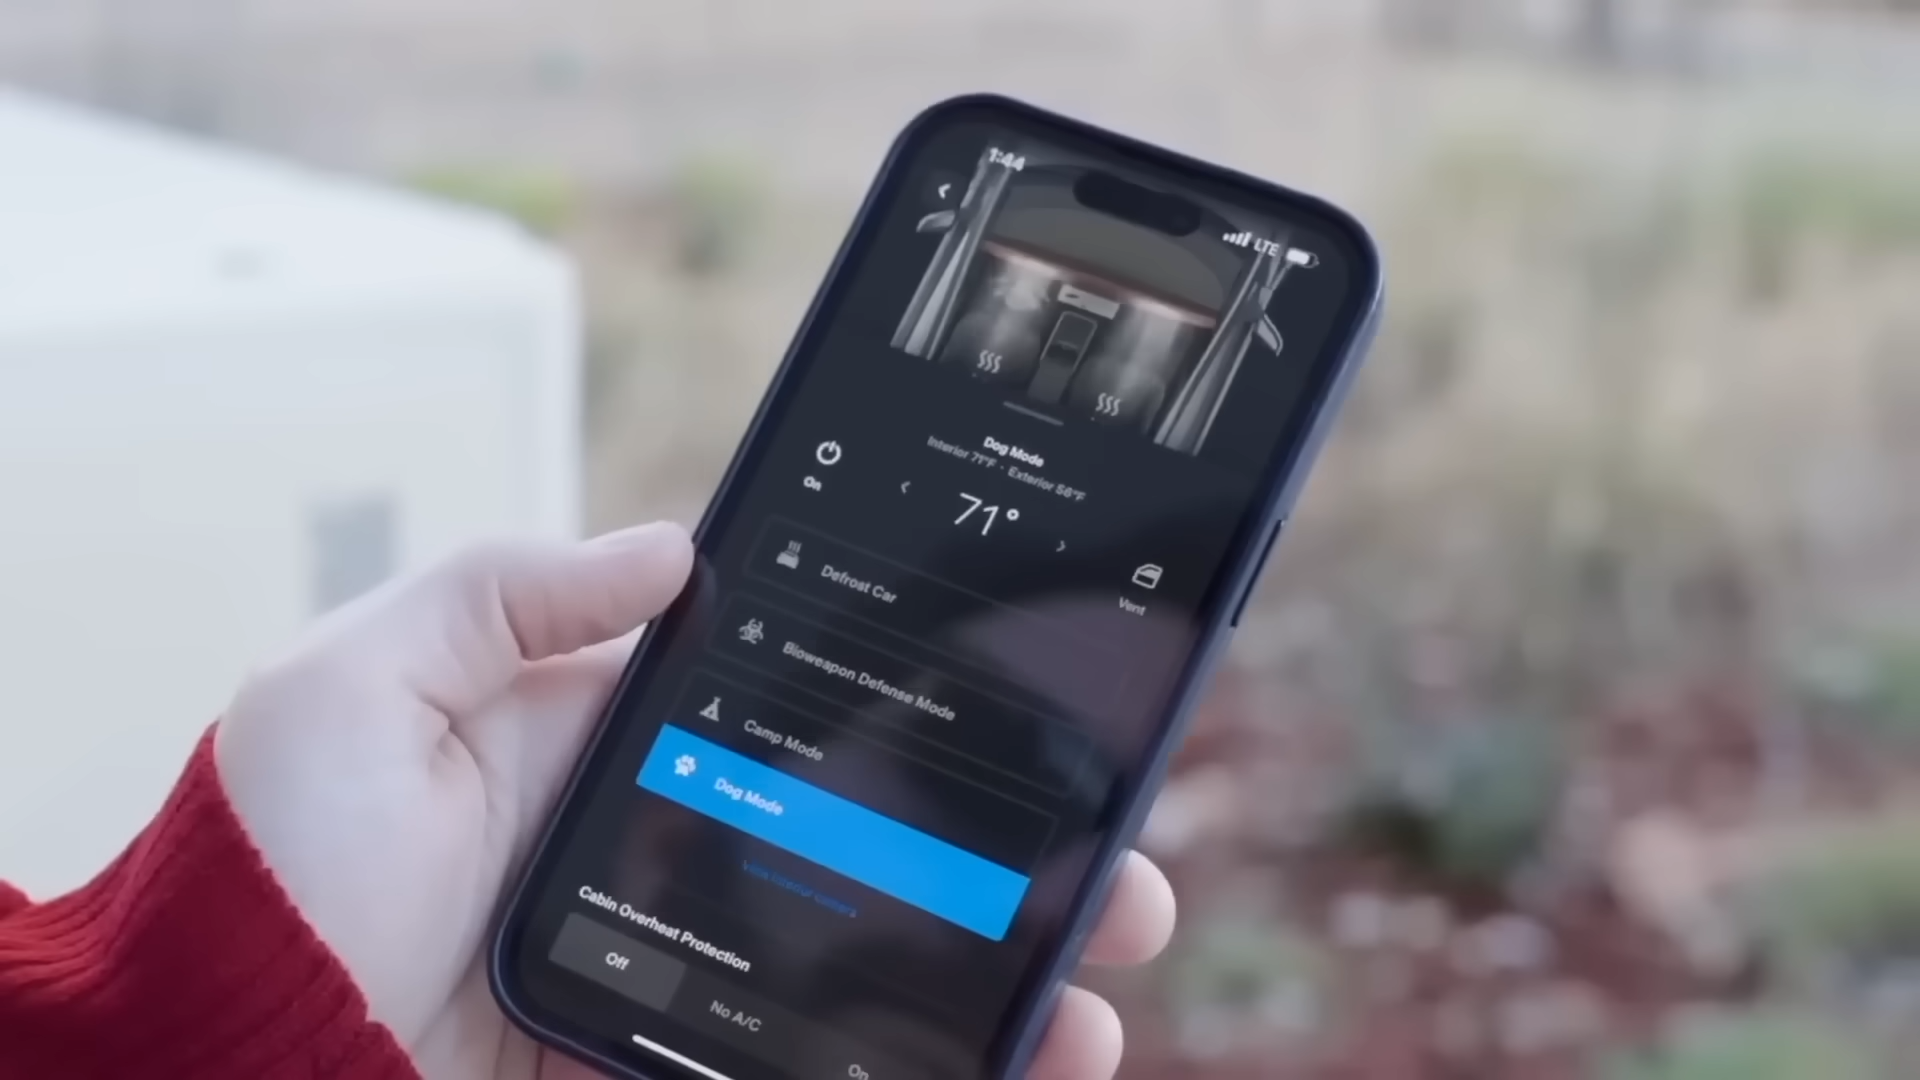 1:44
LTE
Dog Mode
Interior 71°F · Exterior 56°F
On
71°
Vent
Defrost Car
Bioweapon Defense Mode
Camp Mode
Dog Mode
Cabin Overheat Protection
Off
No A/C
On